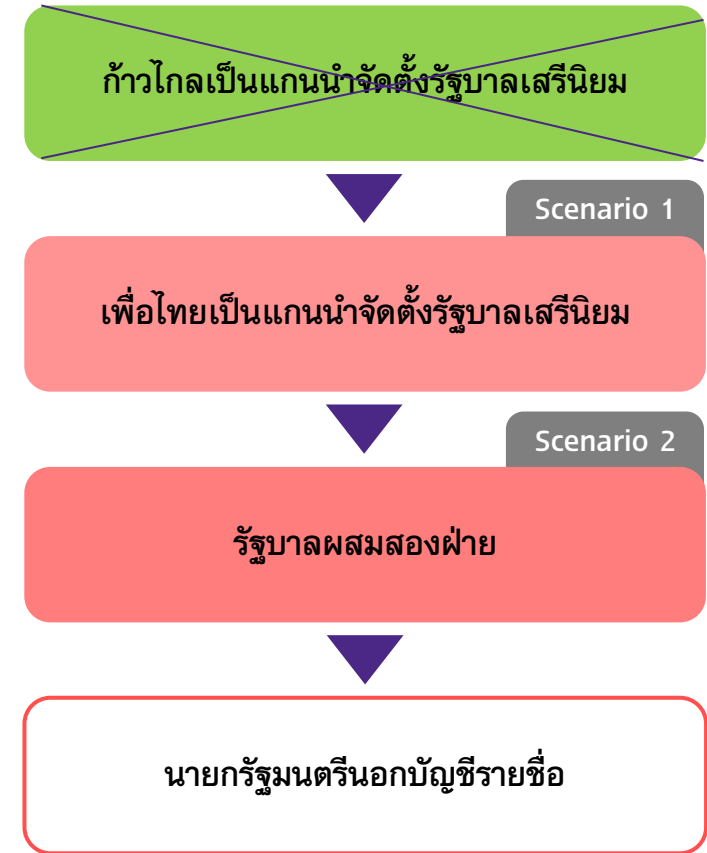 ก้าวไกลเป็นแกนนำจัดตั้งรัฐบาลเสรีนิยม
Scenario 1
เพื่อไทยเป็นแกนนำจัดตั้งรัฐบาลเสรีนิยม
Scenario 2
รัฐบาลผสมสองฝ่าย
นายกรัฐมนตรีนอกบัญชีรายชื่อ